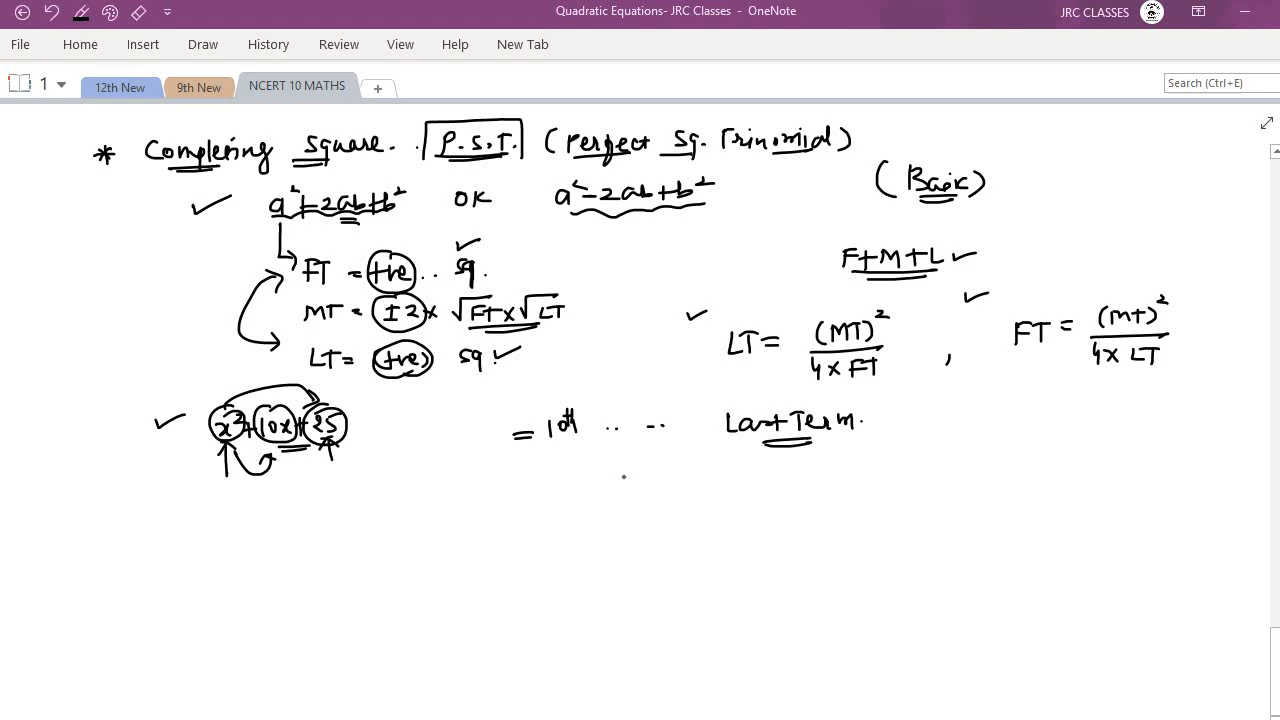 Quadratic Equations- JRC Classes - OneNote
JRC CLASSES
File Home Insert Draw History Review View Help New Tab
1 12th New 9th New NCERT 10 MATHS +
Search (Ctrl+E)
* Completing square. . P.S.T. (Perfect Sq. Trinomial)
(Basic)
✓ a²+2ab+b² OR a²-2ab+b²
FT = +ve .. sq. ✓
F+M+L ✓
MT = ±2 × √FT × √LT
✓ LT = (MT)² / 4 × FT , ✓ FT = (MT)² / 4 × LT
LT = +ve sq. ✓
✓ x²+10x+25 = 10th .. -- Last Term.